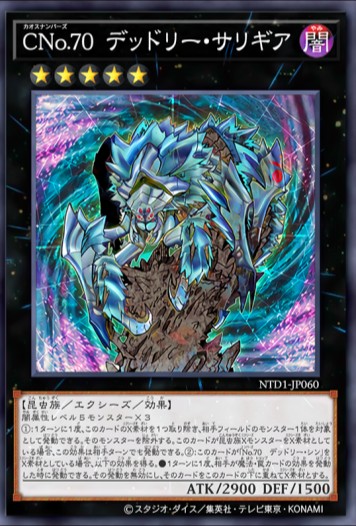 カオスナンバーズ
CNo.70 デッドリー・サリギア
やみ
闇
NTD1-JP060
【昆虫族／エクシーズ／効果】
闇属性レベル５モンスター×３
①:1ターンに1度、このカードのX素材を1つ取り除き、相手フィールドのモンスター1体を対象
として発動できる。そのモンスターを除外する。このカードが昆虫族XモンスターをX素材として
いる場合、この効果は相手ターンでも発動できる。②:このカードが「No.70 デッドリー・シン」を
X素材としている場合、以下の効果を得る。●1ターンに1度、相手が魔法・罠カードの効果を発動
した時に発動できる。その発動を無効にし、そのカードをこのカードの下に重ねてX素材とする。
ATK/2900 DEF/1500
©スタジオ・ダイス／集英社・テレビ東京・KONAMI